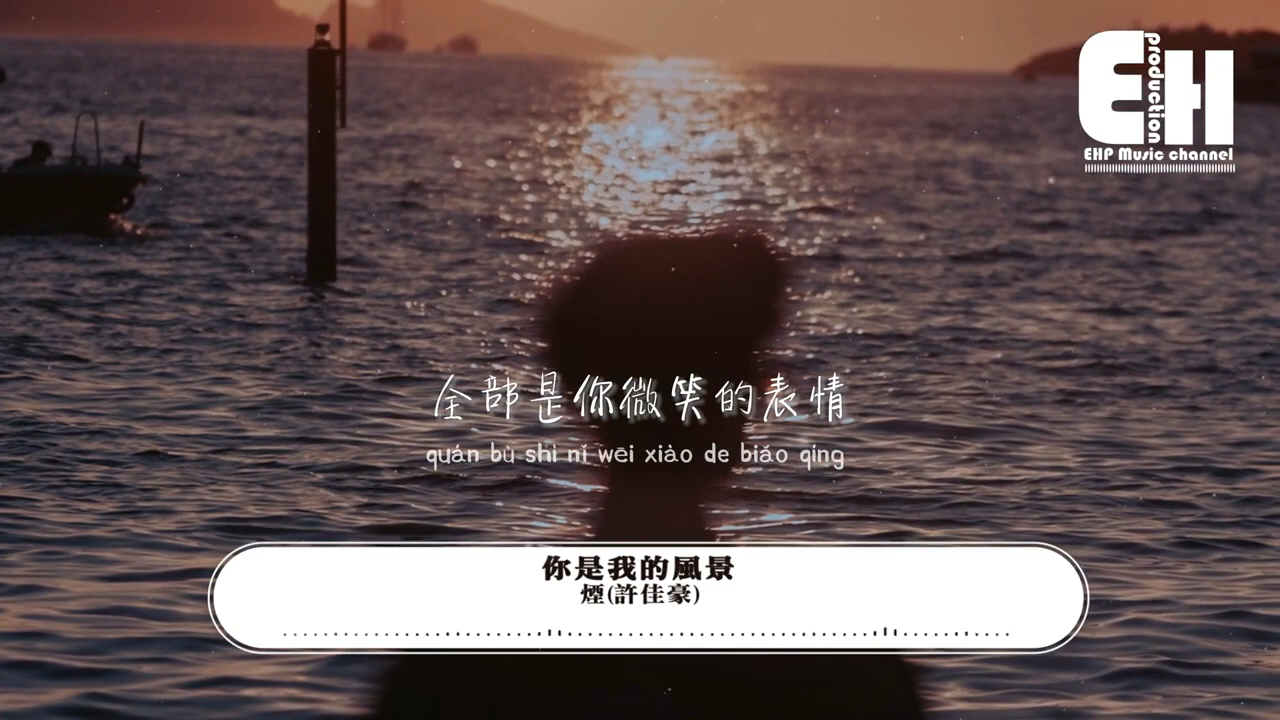 EH
production
EHP Music channel
全部是你微笑的表情
quán bù shì nǐ wēi xiào de biǎo qíng
你是我的風景
煙(許佳豪)